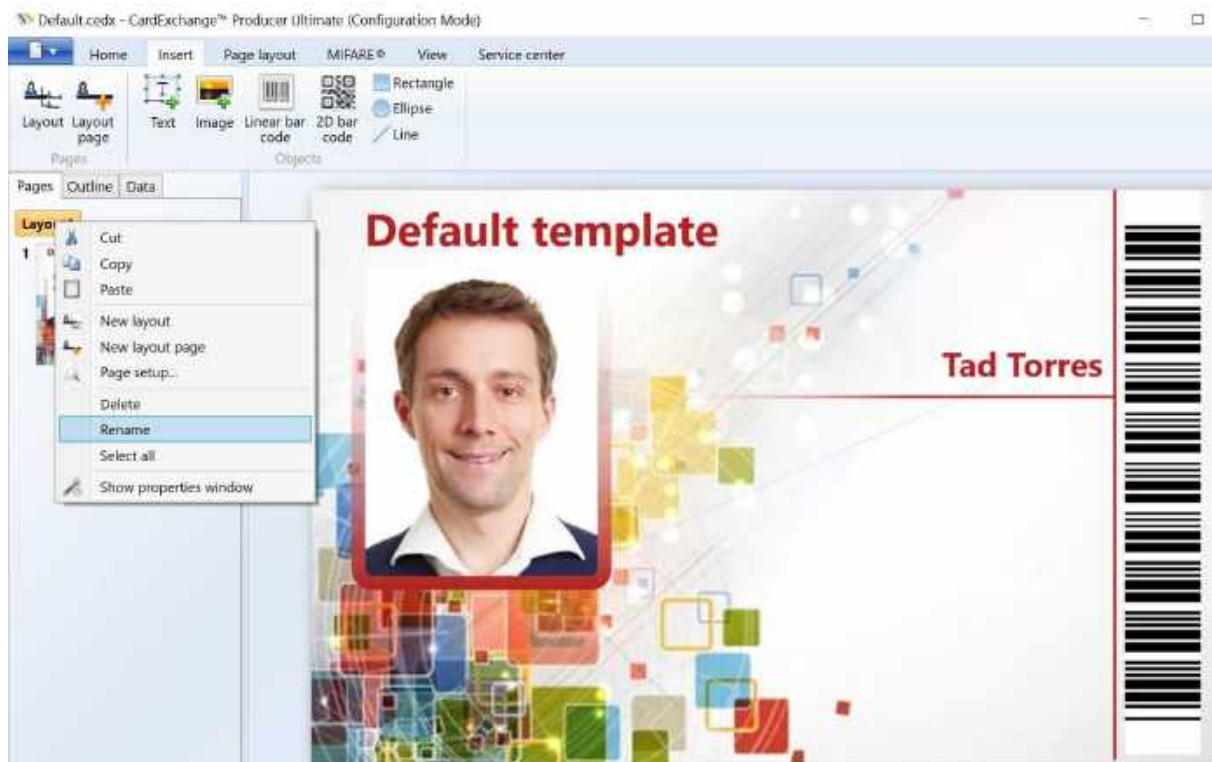 Default.cedx - CardExchange™ Producer Ultimate (Configuration Mode)
Home Insert Page layout MIFARE® View Service center
Layout Layout page Text Image Linear bar code 2D bar code
Rectangle
Ellipse
Line
Pages Objects
Pages Outline Data
1
Cut
Copy
Paste
New layout
New layout page
Page setup...
Delete
Rename
Select all
Show properties window
Default template
Tad Torres